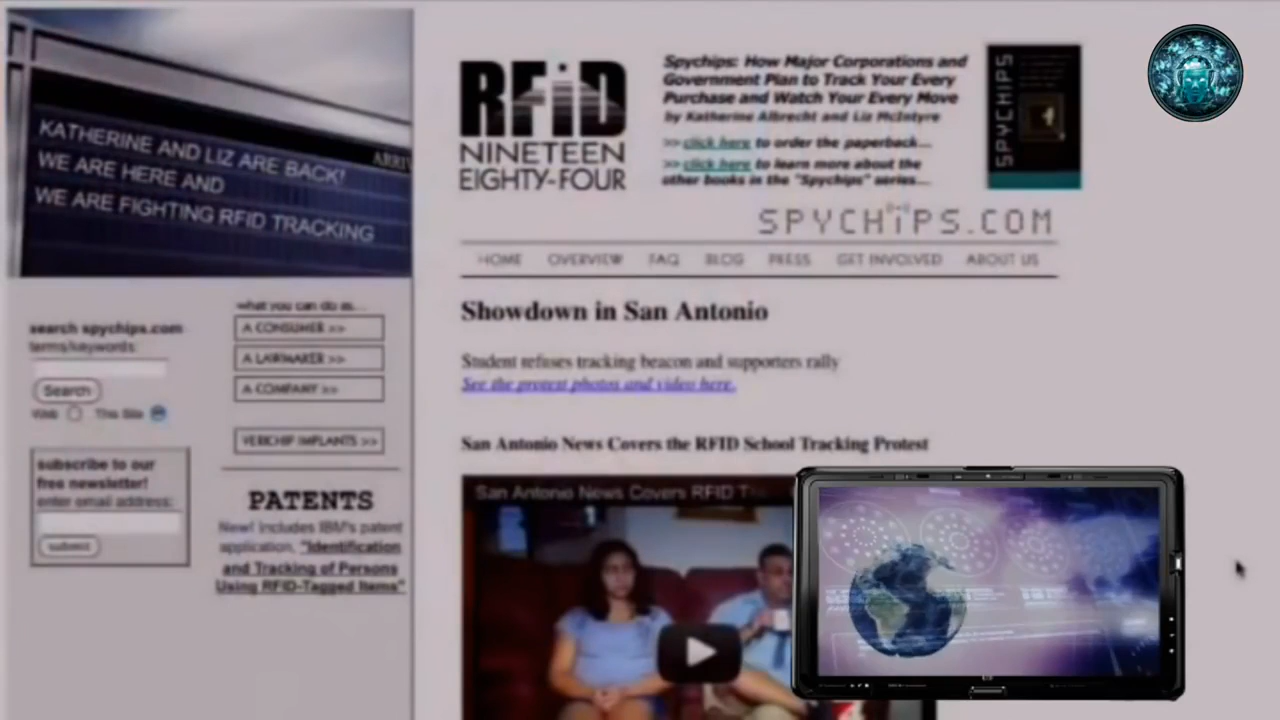 KATHERINE AND LIZ ARE BACK!
WE ARE HERE AND
WE ARE FIGHTING RFID TRACKING
RFiD
NINETEEN
EIGHTY-FOUR
Spychips: How Major Corporations and
Government Plan to Track Your Every
Purchase and Watch Your Every Move
by Katherine Albrecht and Liz McIntyre
>> click here to order the paperback...
>> click here to learn more about the
other books in the "Spychips" series...
SPYCHIPS
SPYCHiPS.COM
HOME OVERVIEW FAQ BLOG PRESS GET INVOLVED ABOUT US
search spychips.com
terms/keywords:
Search
Web This Site
subscribe to our
free newsletter!
enter email address:
submit
what you can do as...
A CONSUMER >>
A LAWMAKER >>
A COMPANY >>
VERICHIP IMPLANTS >>
PATENTS
New! Includes IBM's patent
application, "Identification
and Tracking of Persons
Using RFID-Tagged Items"
Showdown in San Antonio
Student refuses tracking beacon and supporters rally
See the protest photos and video here.
San Antonio News Covers the RFID School Tracking Protest
San Antonio News Covers RFID T